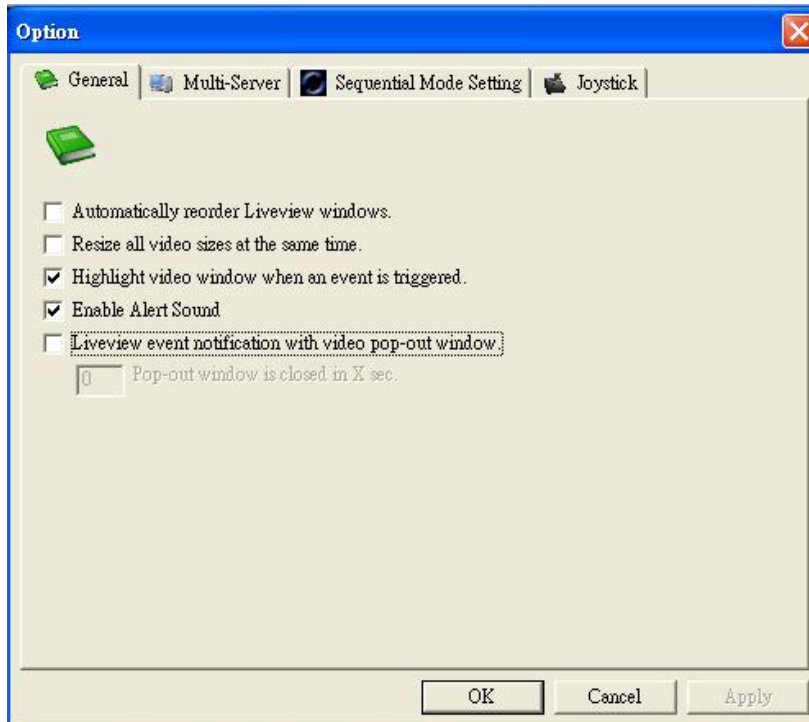 Option
General Multi-Server Sequential Mode Setting Joystick
Automatically reorder Liveview windows.
Resize all video sizes at the same time.
Highlight video window when an event is triggered.
Enable Alert Sound
Liveview event notification with video pop-out window.
0 Pop-out window is closed in X sec.
OK Cancel Apply